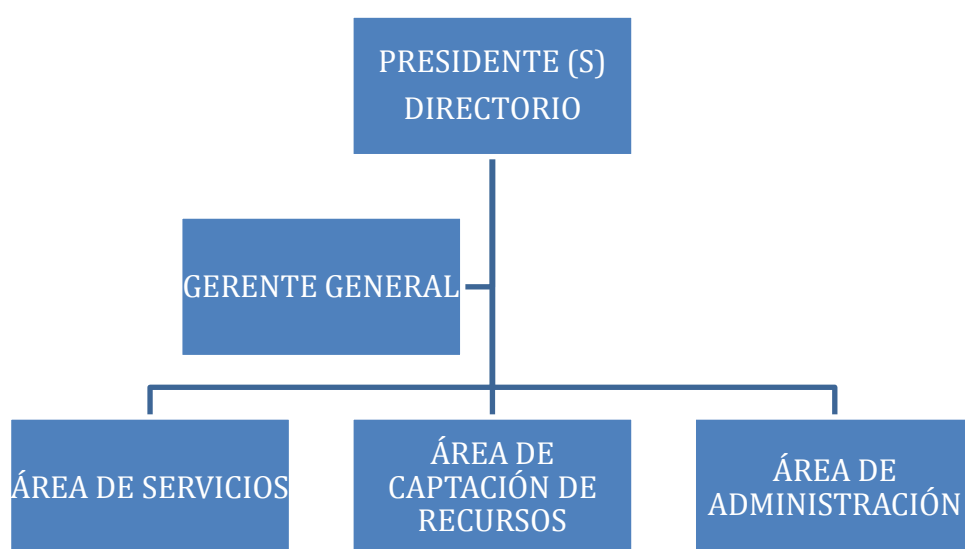 PRESIDENTE (S)
DIRECTORIO
GERENTE GENERAL
ÁREA DE SERVICIOS
ÁREA DE
CAPTACIÓN DE
RECURSOS
ÁREA DE
ADMINISTRACIÓN